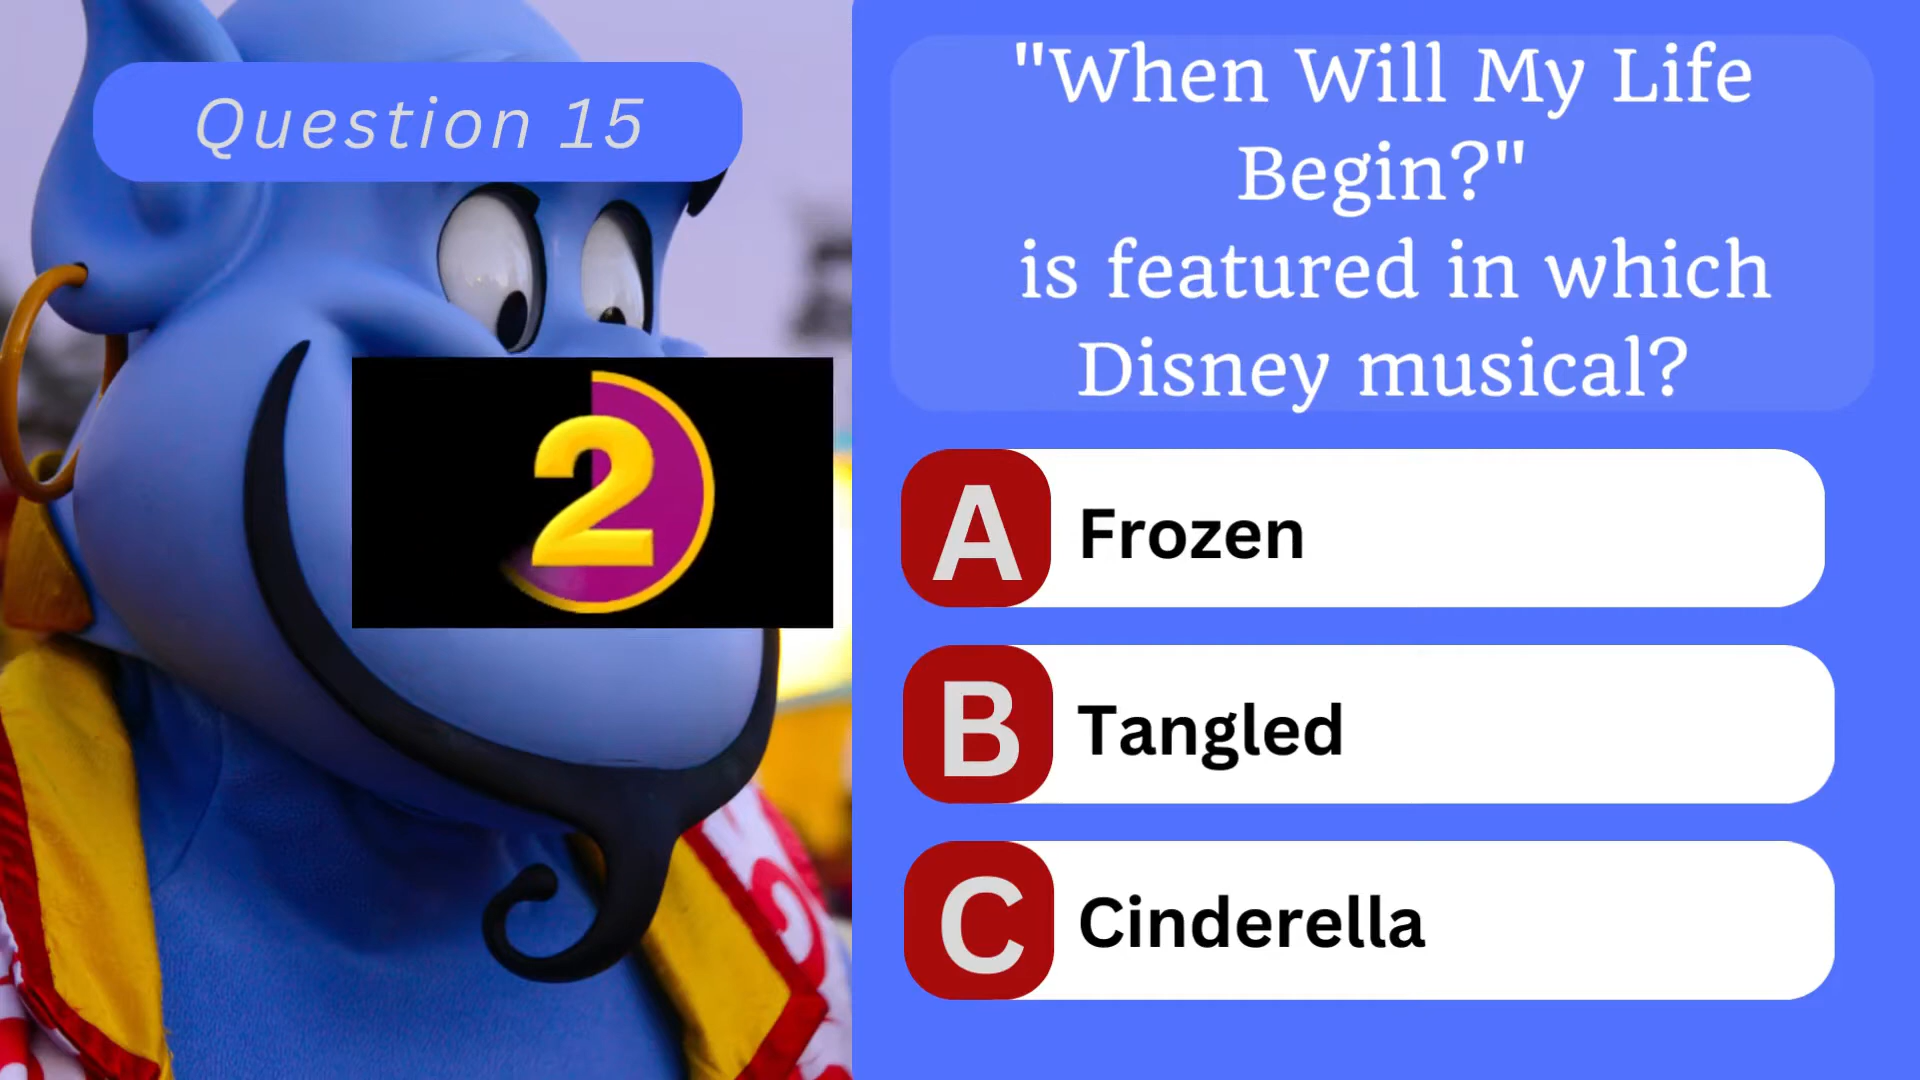 Question 15
"When Will My Life
Begin?"
is featured in which
Disney musical?
2
A Frozen
B Tangled
C Cinderella